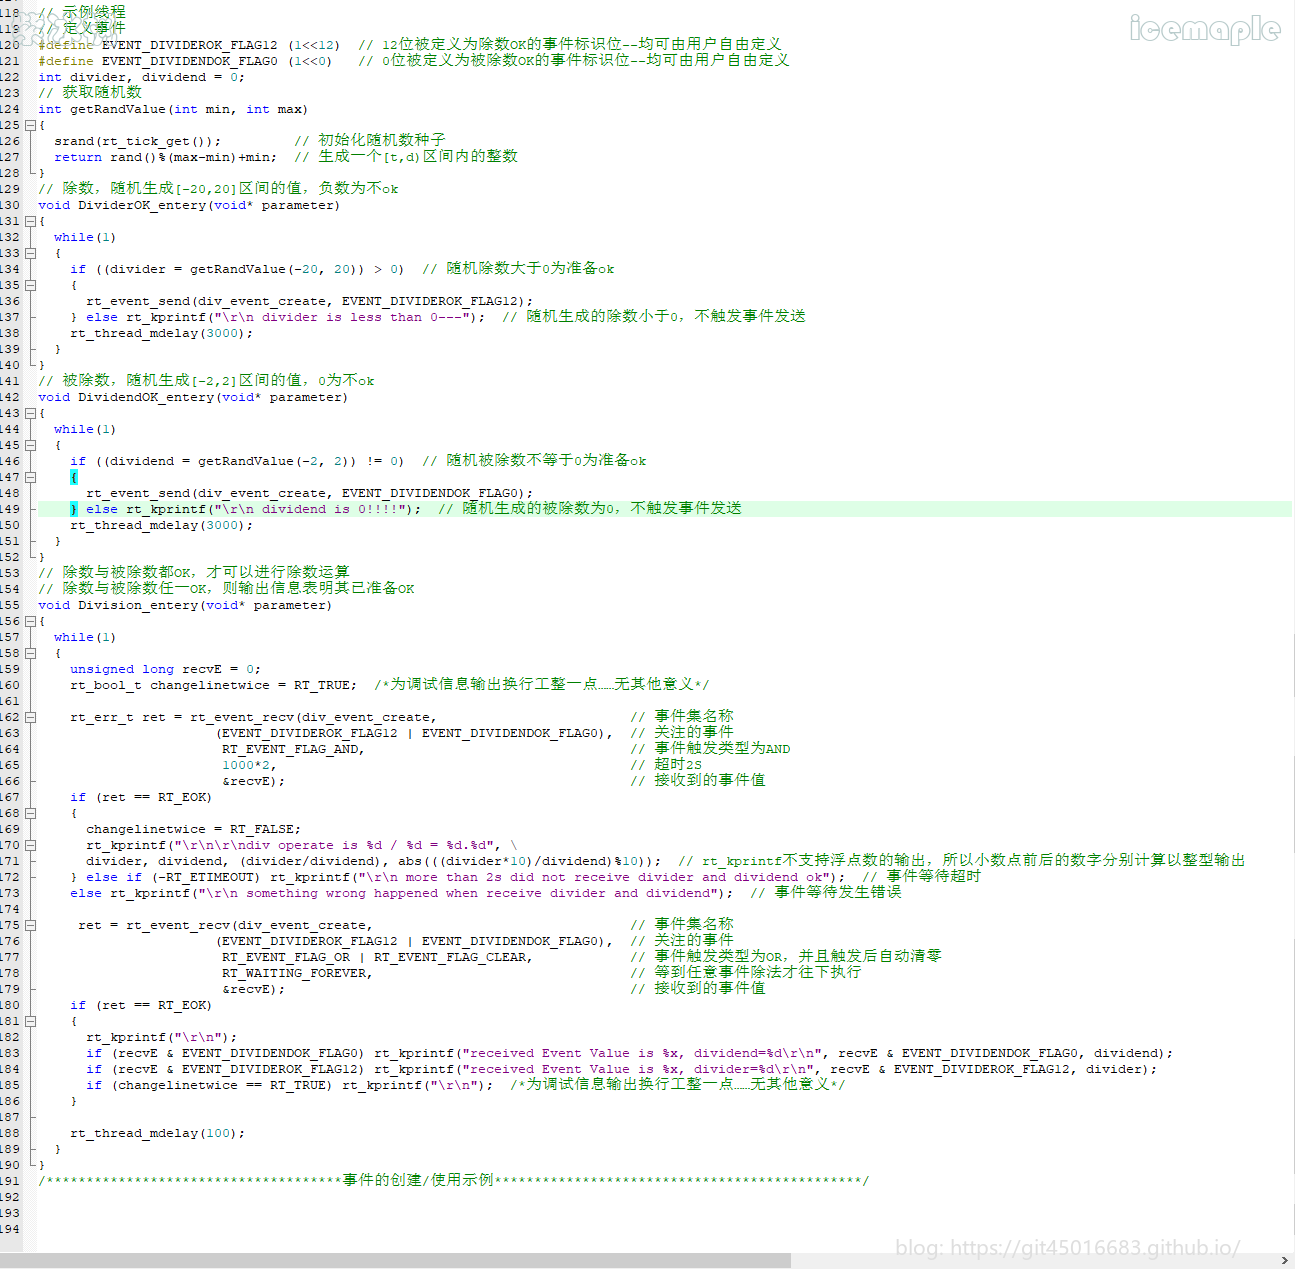 icemaple
118 // 示例线程
119 // 定义事件
120 #define EVENT_DIVIDEROK_FLAG12 (1<<12)  // 12位被定义为除数OK的事件标识位--均可由用户自由定义
121 #define EVENT_DIVIDENDOK_FLAG0 (1<<0)   // 0位被定义为被除数OK的事件标识位--均可由用户自由定义
122 int divider, dividend = 0;
123 // 获取随机数
124 int getRandValue(int min, int max)
125 {
126   srand(rt_tick_get());         // 初始化随机数种子
127   return rand()%(max-min)+min;  // 生成一个[t,d)区间内的整数
128 }
129 // 除数，随机生成[-20,20]区间的值，负数为不ok
130 void DividerOK_entery(void* parameter)
131 {
132   while(1)
133   {
134     if ((divider = getRandValue(-20, 20)) > 0)  // 随机除数大于0为准备ok
135     {
136       rt_event_send(div_event_create, EVENT_DIVIDEROK_FLAG12);
137     } else rt_kprintf("\r\n divider is less than 0---");  // 随机生成的除数小于0，不触发事件发送
138     rt_thread_mdelay(3000);
139   }
140 }
141 // 被除数，随机生成[-2,2]区间的值，0为不ok
142 void DividendOK_entery(void* parameter)
143 {
144   while(1)
145   {
146     if ((dividend = getRandValue(-2, 2)) != 0)  // 随机被除数不等于0为准备ok
147     {
148       rt_event_send(div_event_create, EVENT_DIVIDENDOK_FLAG0);
149     } else rt_kprintf("\r\n dividend is 0!!!!");  // 随机生成的被除数为0，不触发事件发送
150     rt_thread_mdelay(3000);
151   }
152 }
153 // 除数与被除数都OK，才可以进行除数运算
154 // 除数与被除数任一OK，则输出信息表明其已准备OK
155 void Division_entery(void* parameter)
156 {
157   while(1)
158   {
159     unsigned long recvE = 0;
160     rt_bool_t changelinetwice = RT_TRUE;  /*为调试信息输出换行工整一点……无其他意义*/
161
162     rt_err_t ret = rt_event_recv(div_event_create,                        // 事件集名称
163                       (EVENT_DIVIDEROK_FLAG12 | EVENT_DIVIDENDOK_FLAG0),  // 关注的事件
164                        RT_EVENT_FLAG_AND,                                 // 事件触发类型为AND
165                        1000*2,                                            // 超时2S
166                        &recvE);                                           // 接收到的事件值
167     if (ret == RT_EOK)
168     {
169       changelinetwice = RT_FALSE;
170       rt_kprintf("\r\n\r\ndiv operate is %d / %d = %d.%d", \
171       divider, dividend, (divider/dividend), abs(((divider*10)/dividend)%10));  // rt_kprintf不支持浮点数的输出，所以小数点前后的数字分别计算以整型输出
172     } else if (-RT_ETIMEOUT) rt_kprintf("\r\n more than 2s did not receive divider and dividend ok");  // 事件等待超时
173     else rt_kprintf("\r\n something wrong happened when receive divider and dividend");  // 事件等待发生错误
174
175      ret = rt_event_recv(div_event_create,                                // 事件集名称
176                       (EVENT_DIVIDEROK_FLAG12 | EVENT_DIVIDENDOK_FLAG0),  // 关注的事件
177                        RT_EVENT_FLAG_OR | RT_EVENT_FLAG_CLEAR,            // 事件触发类型为OR，并且触发后自动清零
178                        RT_WAITING_FOREVER,                                // 等到任意事件除法才往下执行
179                        &recvE);                                           // 接收到的事件值
180     if (ret == RT_EOK)
181     {
182       rt_kprintf("\r\n");
183       if (recvE & EVENT_DIVIDENDOK_FLAG0) rt_kprintf("received Event Value is %x, dividend=%d\r\n", recvE & EVENT_DIVIDENDOK_FLAG0, dividend);
184       if (recvE & EVENT_DIVIDEROK_FLAG12) rt_kprintf("received Event Value is %x, divider=%d\r\n", recvE & EVENT_DIVIDEROK_FLAG12, divider);
185       if (changelinetwice == RT_TRUE) rt_kprintf("\r\n");  /*为调试信息输出换行工整一点……无其他意义*/
186     }
187
188     rt_thread_mdelay(100);
189   }
190 }
191 /*************************************事件的创建/使用示例**********************************************/
192
193
194
blog: https://git45016683.github.io/